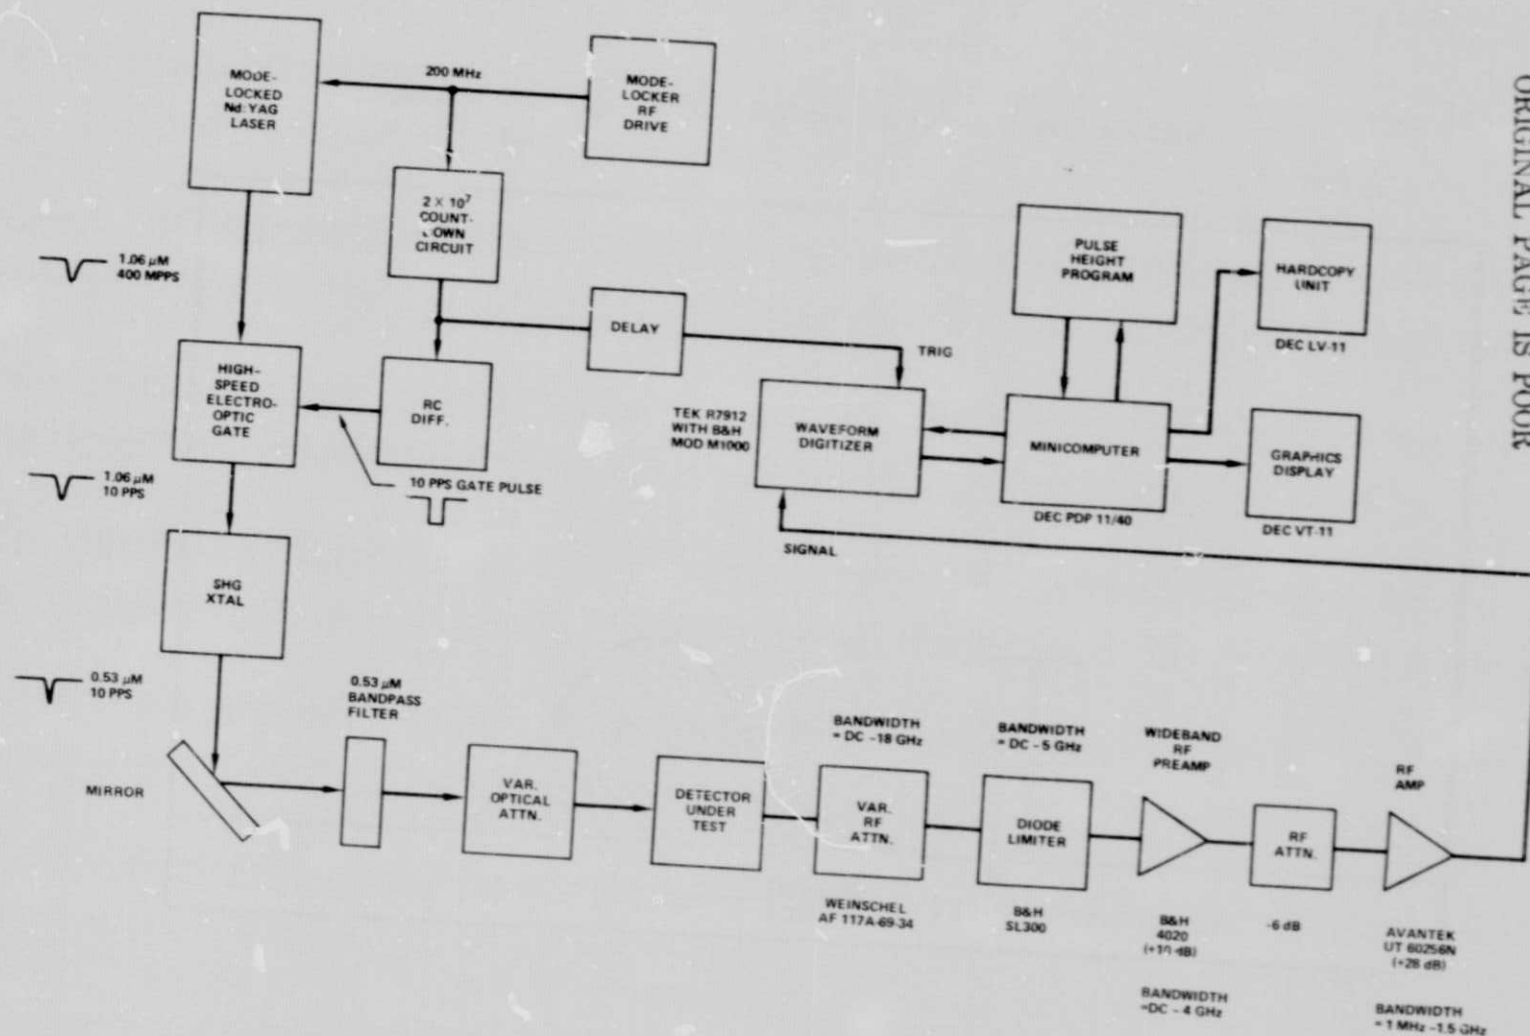 ORIGINAL PAGE IS POOR
MODE-
LOCKED
Nd:YAG
LASER
200 MHz
MODE-
LOCKER
RF
DRIVE
2 × 10⁷
COUNT-
DOWN
CIRCUIT
1.06 µM
400 MPPS
PULSE
HEIGHT
PROGRAM
HARDCOPY
UNIT
DEC LV-11
DELAY
TRIG
HIGH-
SPEED
ELECTRO-
OPTIC
GATE
RC
DIFF.
TEK R7912
WITH B&H
MOD M1000
WAVEFORM
DIGITIZER
MINICOMPUTER
DEC PDP 11/40
GRAPHICS
DISPLAY
DEC VT-11
1.06 µM
10 PPS
10 PPS GATE PULSE
SIGNAL
SHG
XTAL
0.53 µM
10 PPS
0.53 µM
BANDPASS
FILTER
MIRROR
VAR.
OPTICAL
ATTN.
DETECTOR
UNDER
TEST
BANDWIDTH
= DC -18 GHz
VAR.
RF
ATTN.
WEINSCHEL
AF 117A-69-34
BANDWIDTH
= DC - 5 GHz
DIODE
LIMITER
B&H
SL300
WIDEBAND
RF
PREAMP
B&H
4020
dB)
BANDWIDTH
=DC - 4 GHz
RF
ATTN.
-6 dB
RF
AMP
AVANTEK
UT 60256N
(+28 dB)
BANDWIDTH
= 1 MHz -1.5 GHz